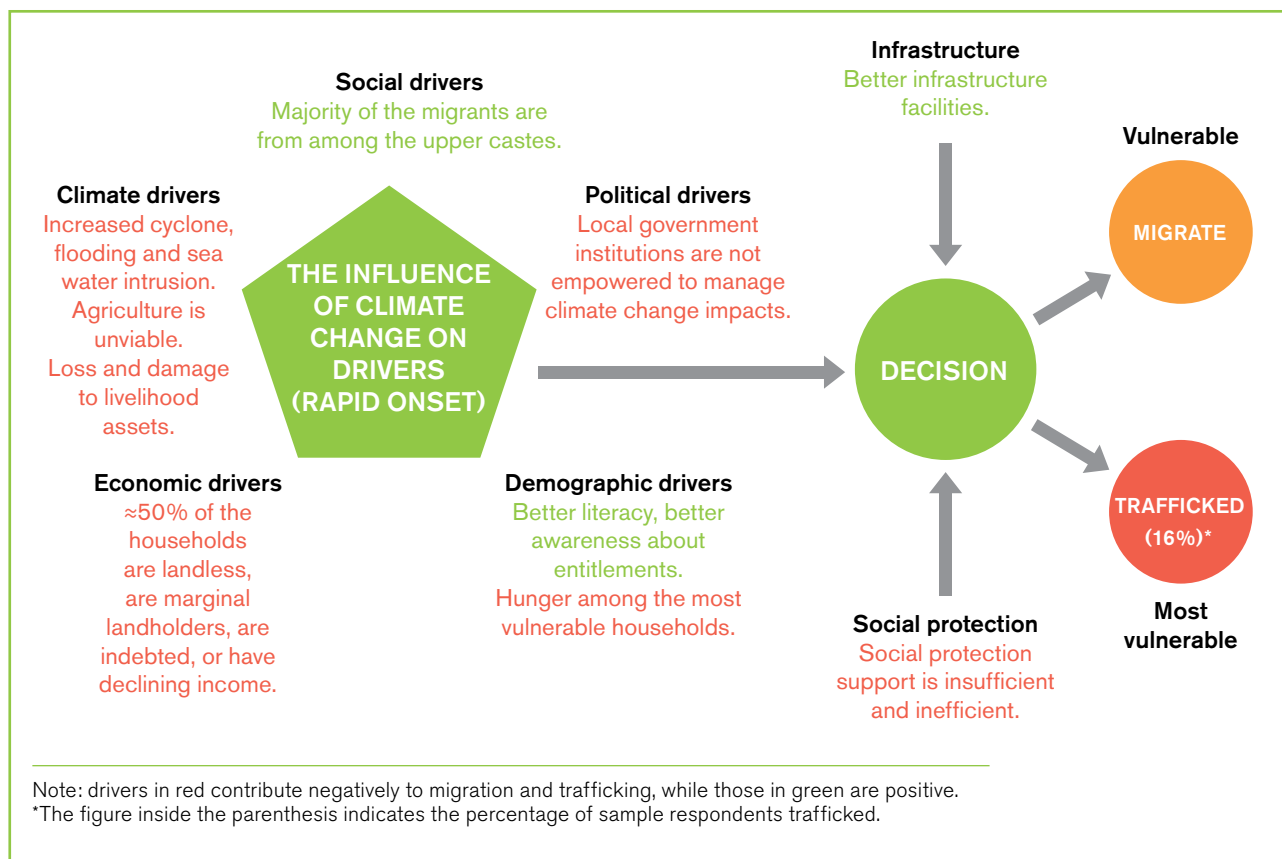 Social drivers
Majority of the migrants are
from among the upper castes.
Climate drivers
Increased cyclone,
flooding and sea
water intrusion.
Agriculture is
unviable.
Loss and damage
to livelihood
assets.
THE INFLUENCE
OF CLIMATE
CHANGE ON
DRIVERS
(RAPID ONSET)
Political drivers
Local government
institutions are not
empowered to manage
climate change impacts.
Economic drivers
≈50% of the
households
are landless,
are marginal
landholders, are
indebted, or have
declining income.
Demographic drivers
Better literacy, better
awareness about
entitlements.
Hunger among the most
vulnerable households.
Infrastructure
Better infrastructure
facilities.
DECISION
Social protection
Social protection
support is insufficient
and inefficient.
Vulnerable
MIGRATE
TRAFFICKED
(16%)*
Most
vulnerable
Note: drivers in red contribute negatively to migration and trafficking, while those in green are positive.
*The figure inside the parenthesis indicates the percentage of sample respondents trafficked.